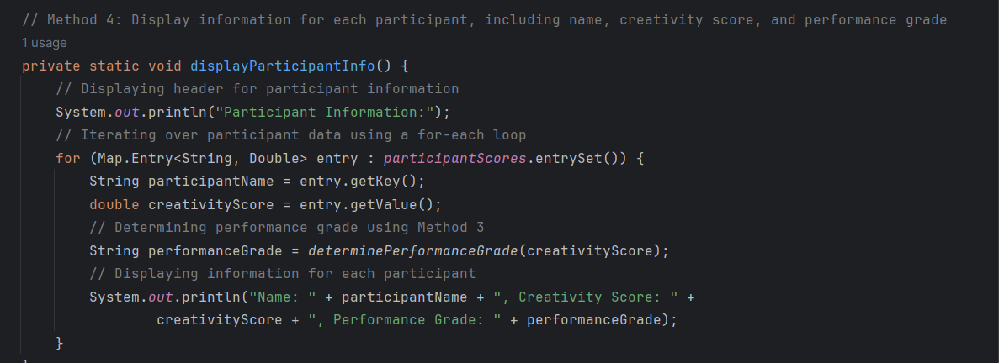 // Method 4: Display information for each participant, including name, creativity score, and performance grade
1 usage
private static void displayParticipantInfo() {
// Displaying header for participant information
System.out.println("Participant Information:");
// Iterating over participant data using a for-each loop
for (Map.Entry<String, Double> entry : participantScores.entrySet()) {
String participantName = entry.getKey();
double creativityScore = entry.getValue();
// Determining performance grade using Method 3
String performanceGrade = determinePerformanceGrade(creativityScore);
// Displaying information for each participant
System.out.println("Name: " + participantName + ", Creativity Score: " +
creativityScore + ", Performance Grade: " + performanceGrade);
}
}